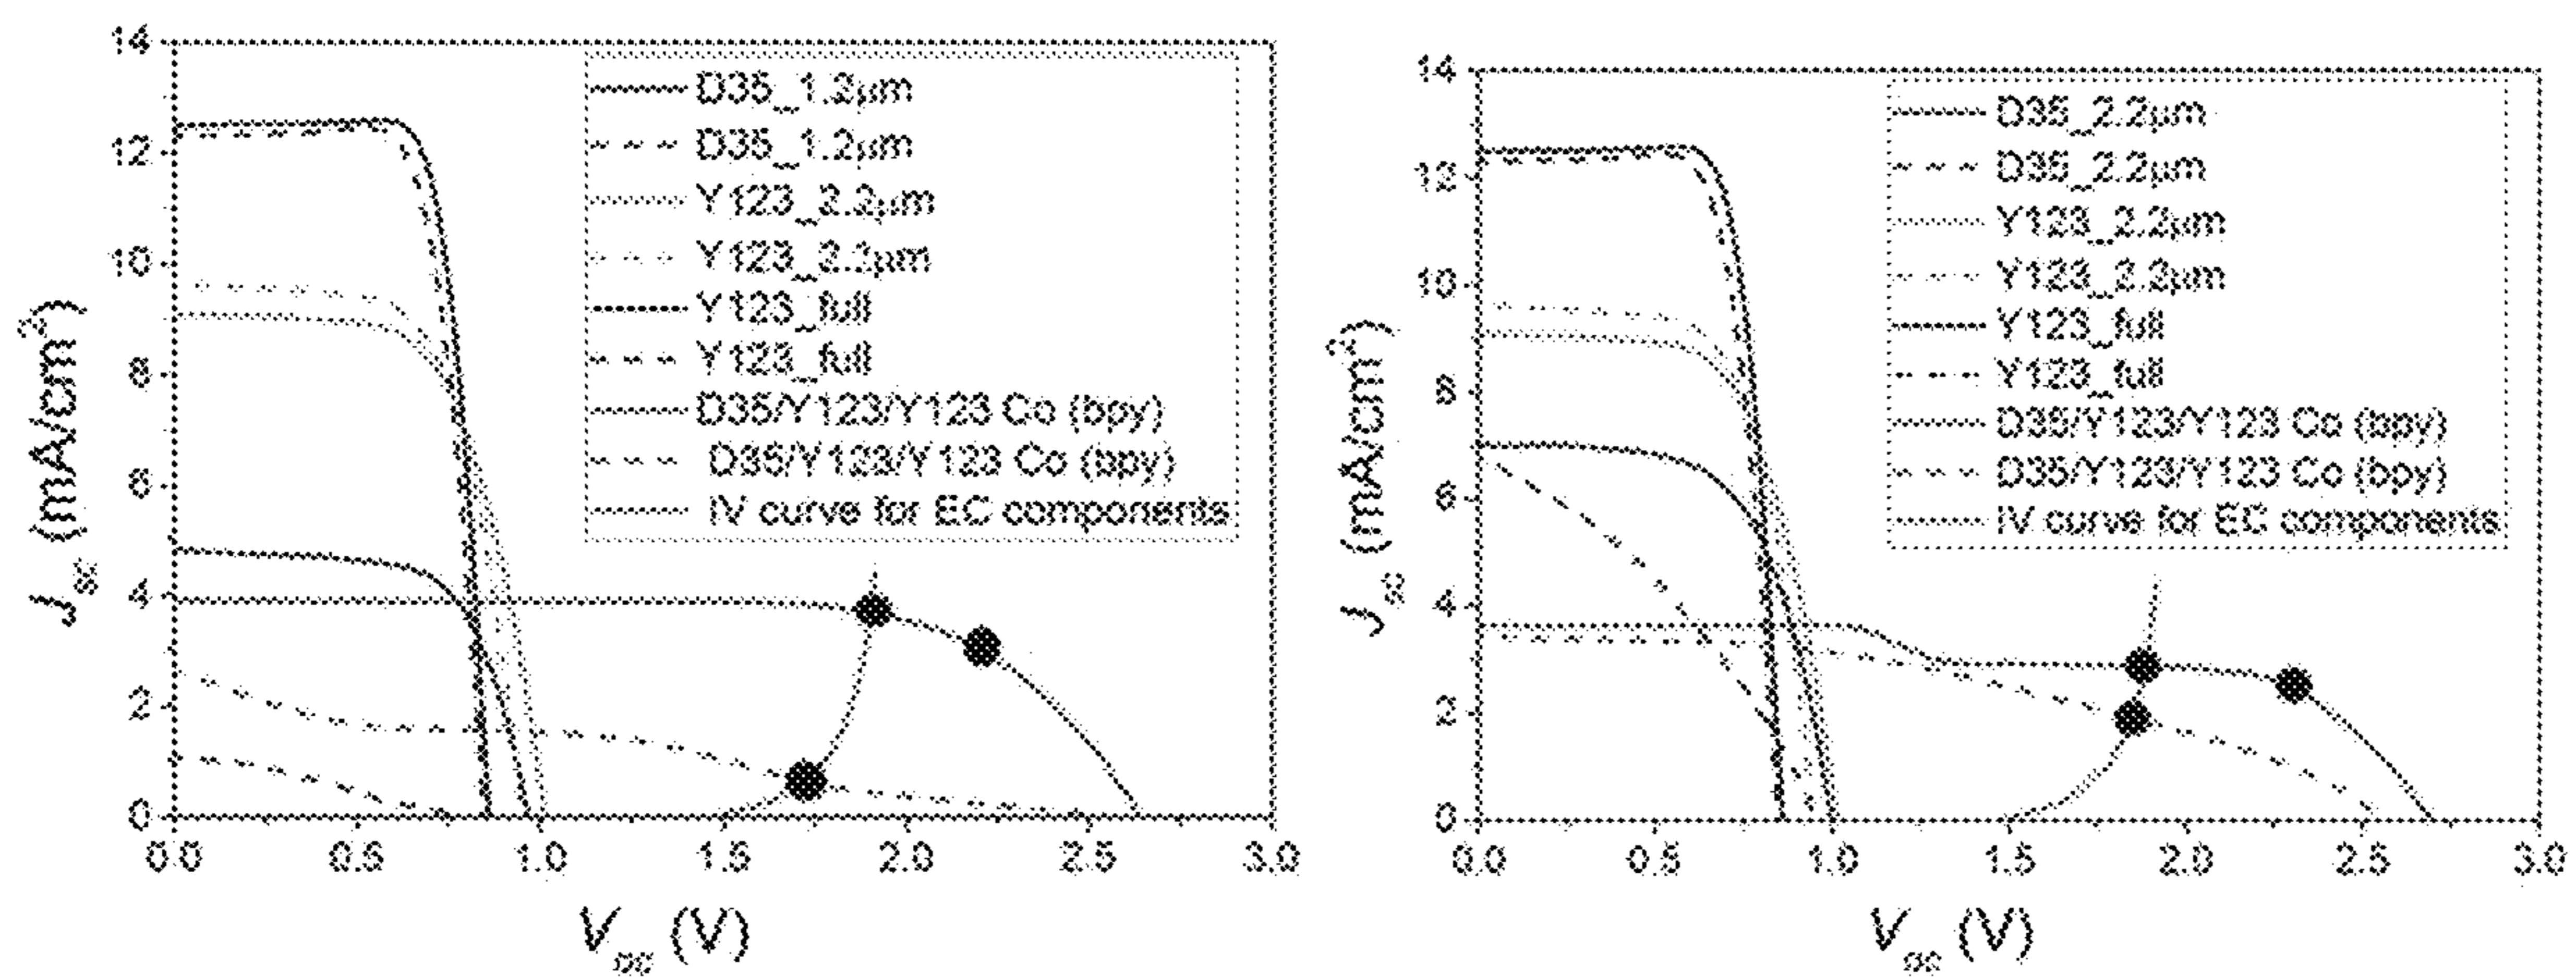 14
12
10
8
6
4
2
0
J_sc (mA/cm²)
D35_1.2μm
D35_1.2μm
Y123_2.2μm
Y123_2.2μm
Y123_full
Y123_full
D35/Y123/Y123 Co (bpy)
D35/Y123/Y123 Co (bpy)
IV curve for EC components
0.0 0.5 1.0 1.5 2.0 2.5 3.0
V_oc (V)
14
12
10
8
6
4
2
0
J_sc (mA/cm²)
D35_2.2μm
D35_2.2μm
Y123_2.2μm
Y123_2.2μm
Y123_full
Y123_full
D35/Y123/Y123 Co (bpy)
D35/Y123/Y123 Co (bpy)
IV curve for EC components
0.0 0.5 1.0 1.5 2.0 2.5 3.0
V_oc (V)